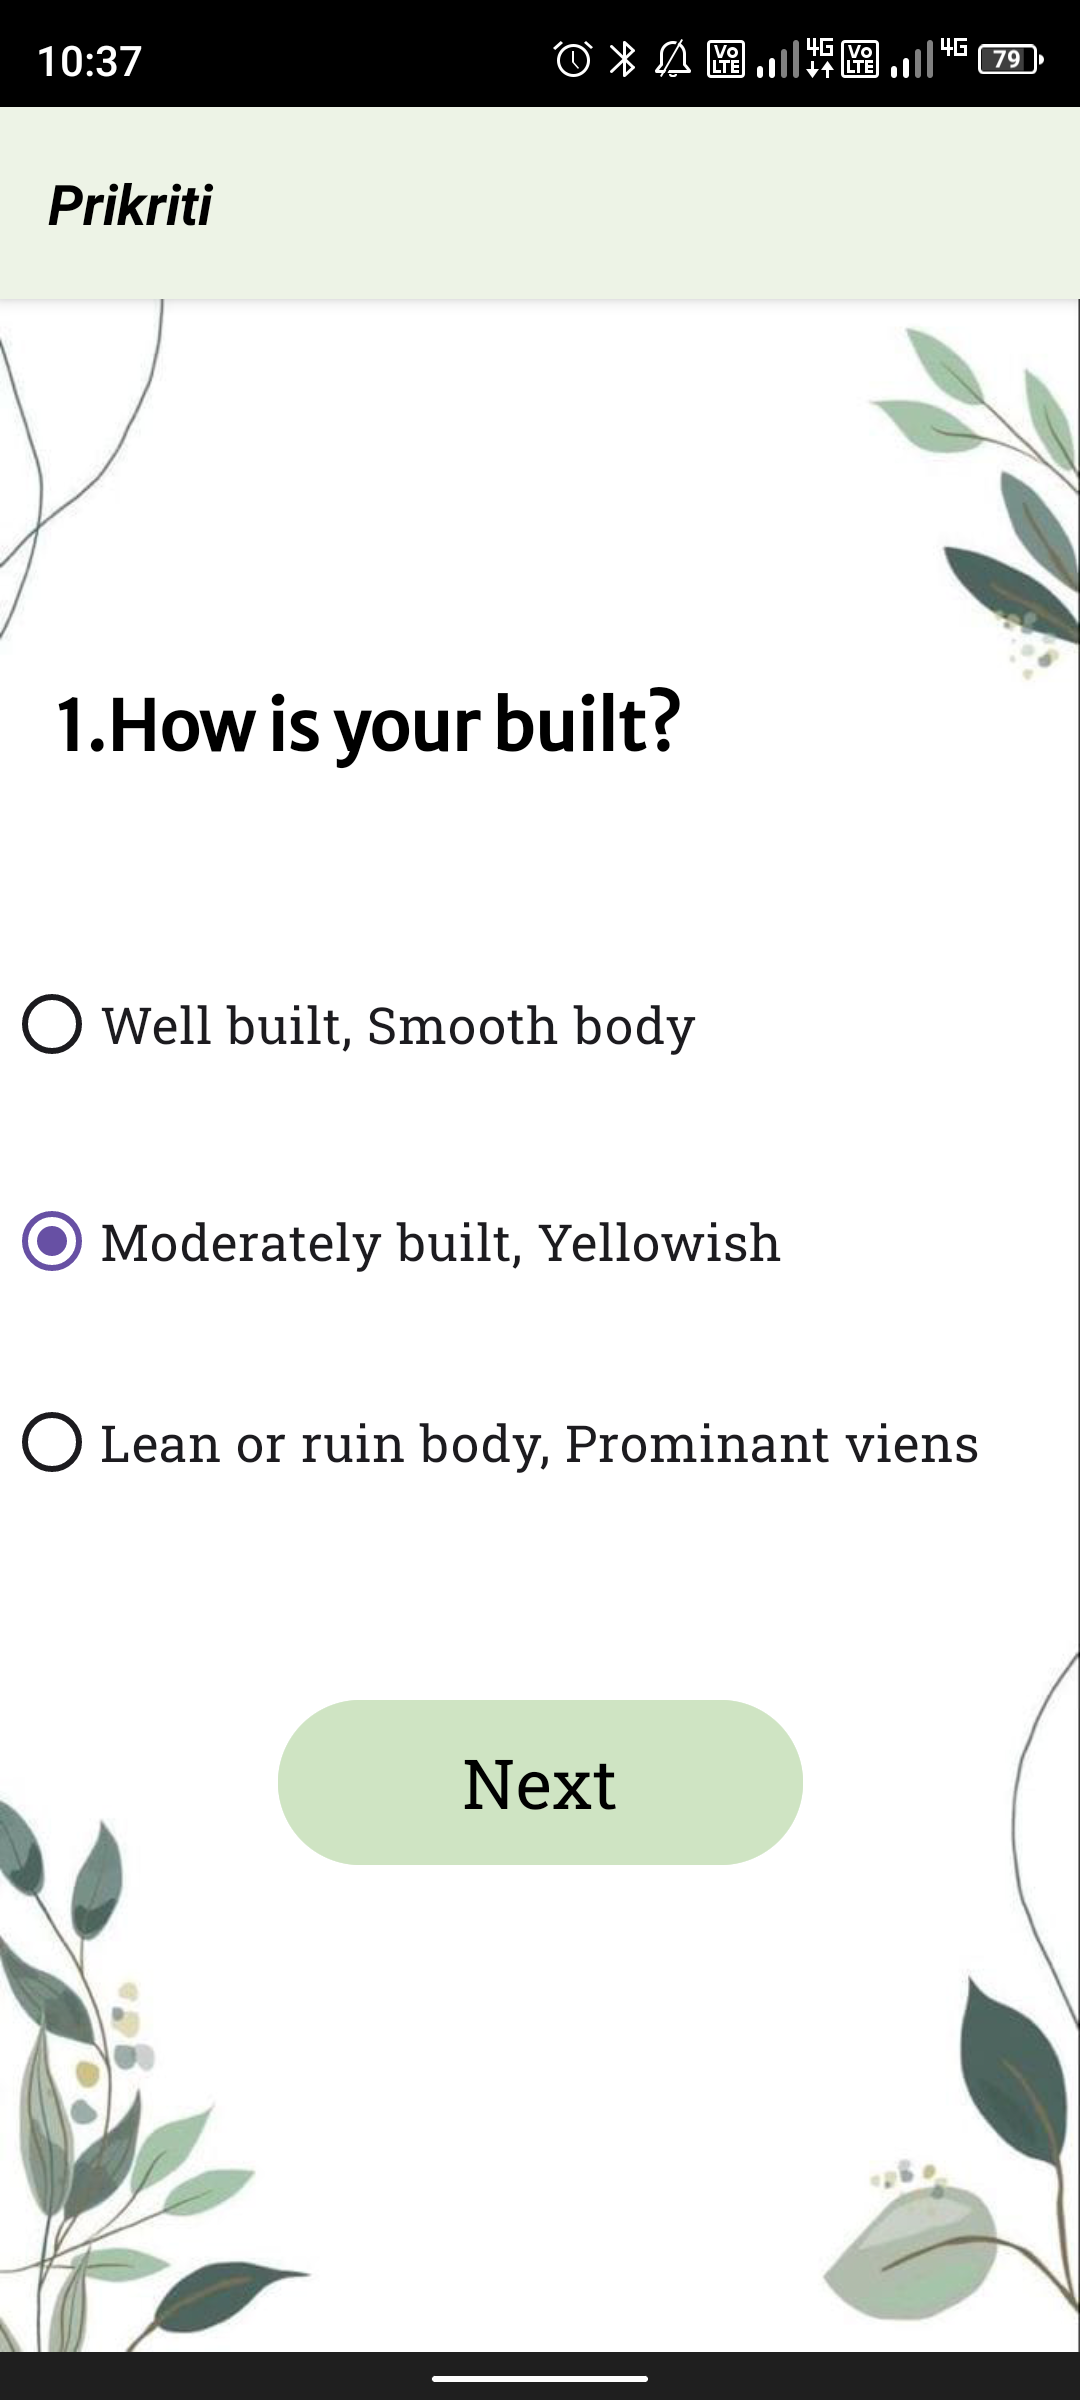 10:37
Vo LTE 4G Vo LTE 4G 79
Prikriti
1.How is your built?
Well built, Smooth body
Moderately built, Yellowish
Lean or ruin body, Prominant viens
Next